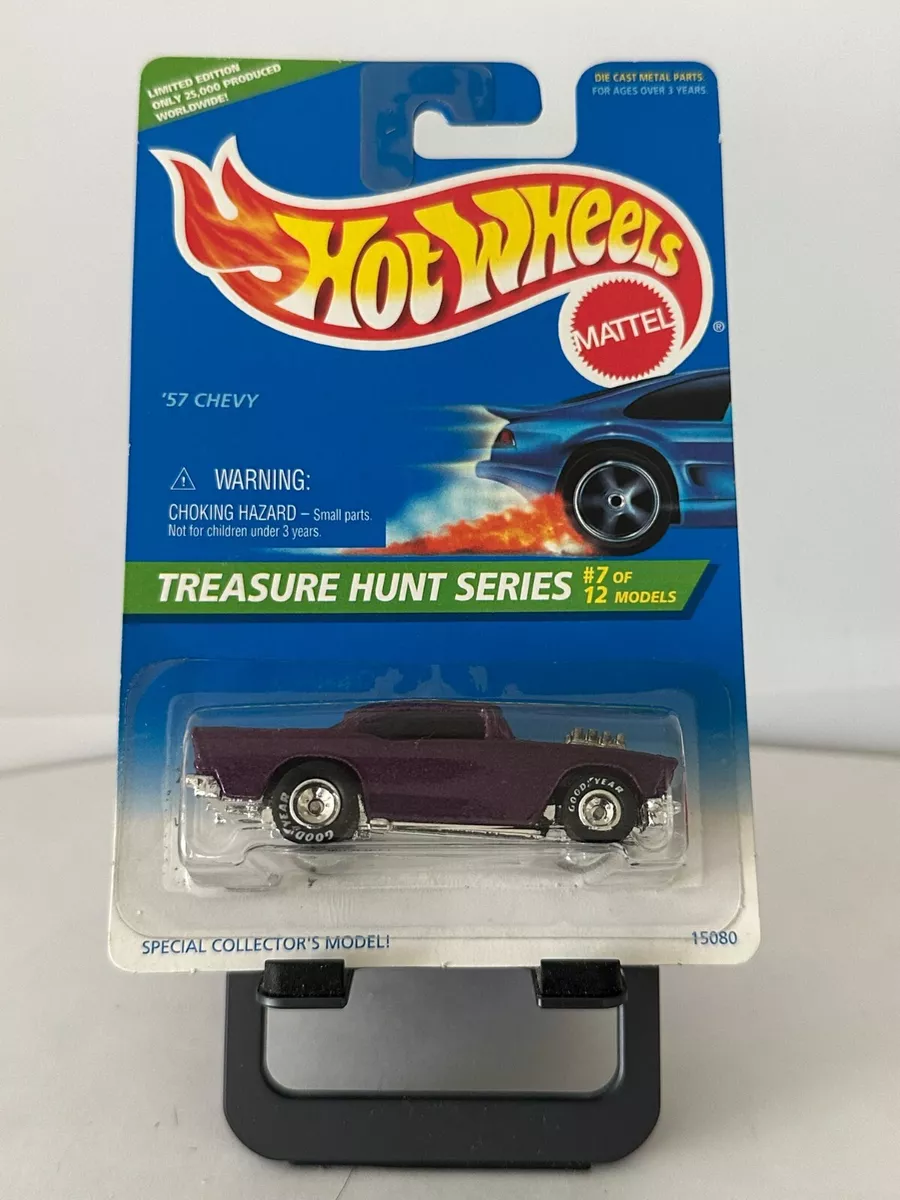 LIMITED EDITION
ONLY 25,000 PRODUCED
WORLDWIDE!
DIE CAST METAL PARTS
FOR AGES OVER 3 YEARS
HOT WHEELS
MATTEL
®
'57 CHEVY
WARNING:
CHOKING HAZARD – Small parts.
Not for children under 3 years.
TREASURE HUNT SERIES
#7 OF
12 MODELS
GOODYEAR
GOODYEAR
SPECIAL COLLECTOR'S MODEL!
15080